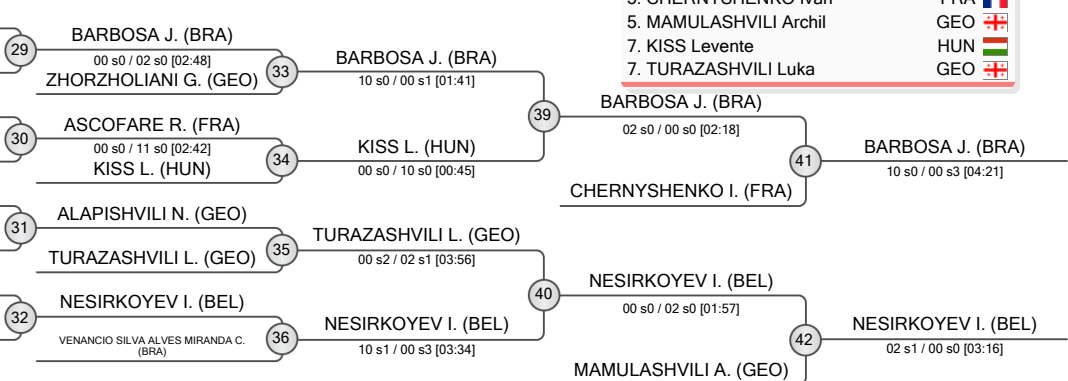 5. MAMULASHVILI Archil GEO
7. KISS Levente HUN
7. TURAZASHVILI Luka GEO
29
BARBOSA J. (BRA)
00 s0 / 02 s0 [02:48]
ZHORZHOLIANI G. (GEO)
33
BARBOSA J. (BRA)
10 s0 / 00 s1 [01:41]
30
ASCOFARE R. (FRA)
00 s0 / 11 s0 [02:42]
KISS L. (HUN)
34
KISS L. (HUN)
00 s0 / 10 s0 [00:45]
39
BARBOSA J. (BRA)
02 s0 / 00 s0 [02:18]
CHERNYSHENKO I. (FRA)
41
BARBOSA J. (BRA)
10 s0 / 00 s3 [04:21]
31
ALAPISHVILI N. (GEO)
TURAZASHVILI L. (GEO)
35
TURAZASHVILI L. (GEO)
00 s2 / 02 s1 [03:56]
32
NESIRKOYEV I. (BEL)
VENANCIO SILVA ALVES MIRANDA C.
(BRA)
36
NESIRKOYEV I. (BEL)
10 s1 / 00 s3 [03:34]
40
NESIRKOYEV I. (BEL)
00 s0 / 02 s0 [01:57]
MAMULASHVILI A. (GEO)
42
NESIRKOYEV I. (BEL)
02 s1 / 00 s0 [03:16]